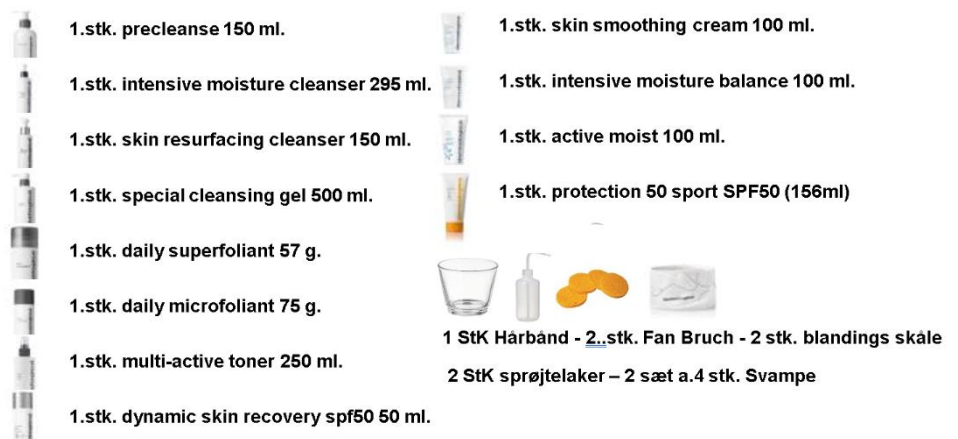 1.stk. precleanse 150 ml.
1.stk. intensive moisture cleanser 295 ml.
1.stk. skin resurfacing cleanser 150 ml.
1.stk. special cleansing gel 500 ml.
1.stk. daily superfoliant 57 g.
1.stk. daily microfoliant 75 g.
1.stk. multi-active toner 250 ml.
1.stk. dynamic skin recovery spf50 50 ml.
1.stk. skin smoothing cream 100 ml.
1.stk. intensive moisture balance 100 ml.
1.stk. active moist 100 ml.
1.stk. protection 50 sport SPF50 (156ml)
1 StK Hårbånd - 2..stk. Fan Bruch - 2 stk. blandings skåle
2 StK sprøjtelaker – 2 sæt a.4 stk. Svampe